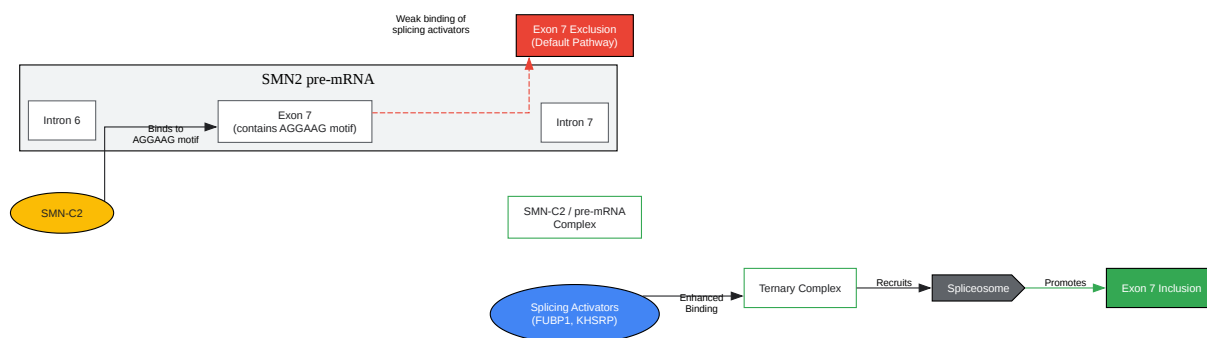 Weak binding of
splicing activators
Exon 7 Exclusion
(Default Pathway)
SMN2 pre-mRNA
Intron 6
Exon 7
(contains AGGAAG motif)
Intron 7
Binds to
AGGAAG motif
SMN-C2
SMN-C2 / pre-mRNA
Complex
Splicing Activators
(FUBP1, KHSRP)
Enhanced
Binding
Ternary Complex
Recruits
Spliceosome
Promotes
Exon 7 Inclusion